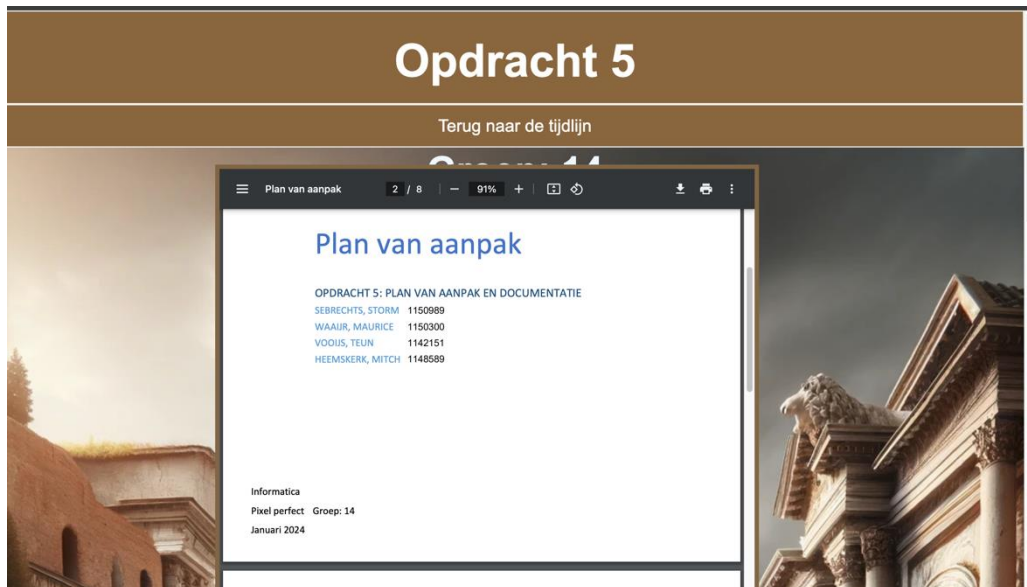 Opdracht 5
Terug naar de tijdlijn
Groep: 14
Plan van aanpak 2 / 8 91%
Plan van aanpak
OPDRACHT 5: PLAN VAN AANPAK EN DOCUMENTATIE
SEBRECHTS, STORM 1150989
WAAIJR, MAURICE 1150300
VOOIJS, TEUN 1142151
HEEMSKERK, MITCH 1148589
Informatica
Pixel perfect Groep: 14
Januari 2024